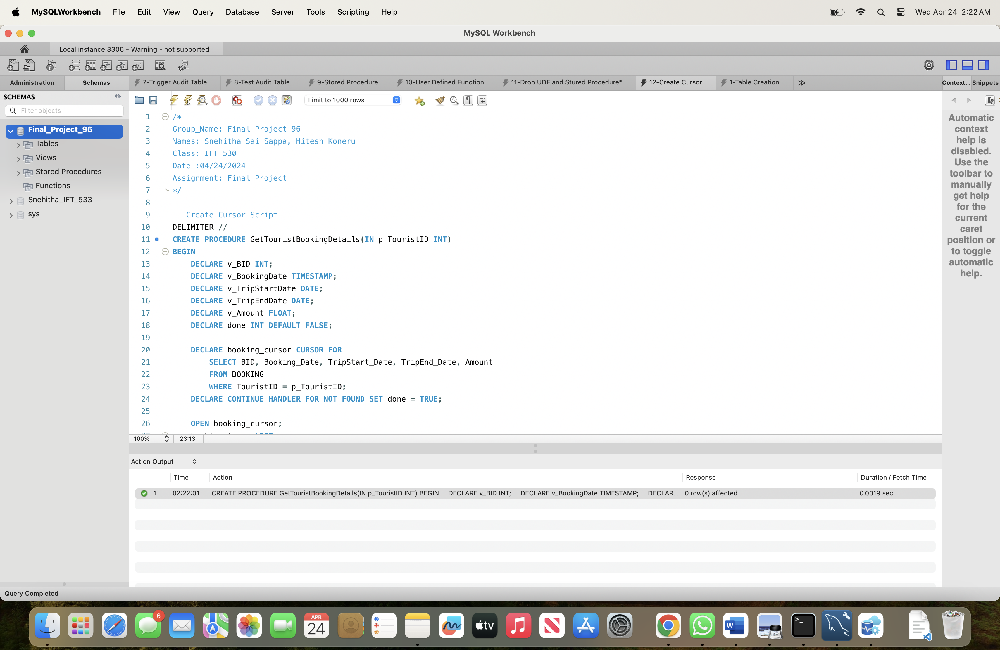 MySQLWorkbench File Edit View Query Database Server Tools Scripting Help Wed Apr 24 2:22 AM
MySQL Workbench
Local instance 3306 - Warning - not supported
Administration Schemas 7-Trigger Audit Table 8-Test Audit Table 9-Stored Procedure 10-User Defined Function 11-Drop UDF and Stured Procedure* 12-Create Cursor 1-Table Creation Context... Snippets
SCHEMAS
Limit to 1000 rows
Filter objects
Final_Project_96
Tables
Views
Stored Procedures
Functions
Snehitha_IFT_533
sys
1 /*
2 Group_Name: Final Project 96
3 Names: Snehitha Sai Sappa, Hitesh Koneru
4 Class: IFT 530
5 Date :04/24/2024
6 Assignment: Final Project
7 */
8
9 -- Create Cursor Script
10 DELIMITER //
11 CREATE PROCEDURE GetTouristBookingDetails(IN p_TouristID INT)
12 BEGIN
13 DECLARE v_BID INT;
14 DECLARE v_BookingDate TIMESTAMP;
15 DECLARE v_TripStartDate DATE;
16 DECLARE v_TripEndDate DATE;
17 DECLARE v_Amount FLOAT;
18 DECLARE done INT DEFAULT FALSE;
19
20 DECLARE booking_cursor CURSOR FOR
21 SELECT BID, Booking_Date, TripStart_Date, TripEnd_Date, Amount
22 FROM BOOKING
23 WHERE TouristID = p_TouristID;
24 DECLARE CONTINUE HANDLER FOR NOT FOUND SET done = TRUE;
25
26 OPEN booking_cursor;
Automatic
context
help is
disabled.
Use the
toolbar to
manually
get help
for the
current
caret
position or
to toggle
automatic
help.
100% 23:13
Action Output
Time Action Response Duration / Fetch Time
1 02:22:01 CREATE PROCEDURE GetTouristBookingDetails(IN p_TouristID INT) BEGIN DECLARE v_BID INT; DECLARE v_BookingDate TIMESTAMP; DECLAR... 0 row(s) affected 0.0019 sec
Query Completed
6
APR
24
tv
W